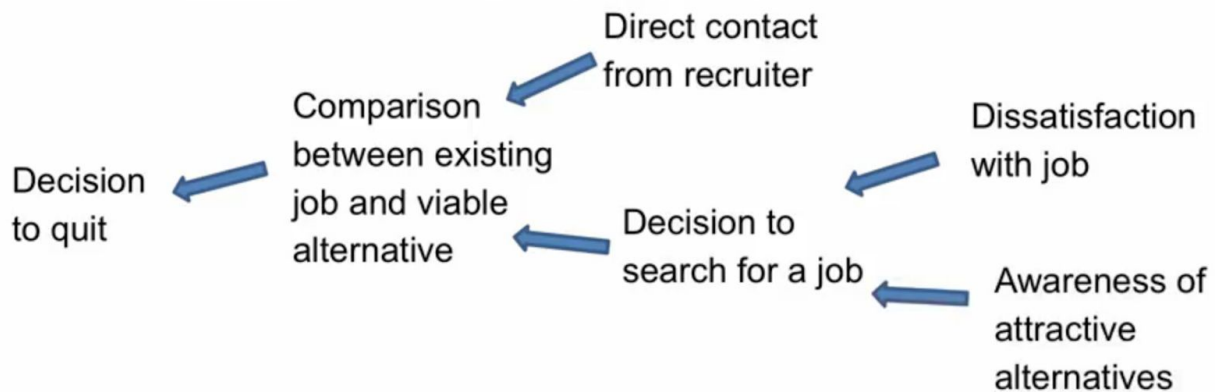 Direct contact
from recruiter
Comparison
between existing
job and viable
alternative
Dissatisfaction
with job
Decision
to quit
Decision to
search for a job
Awareness of
attractive
alternatives